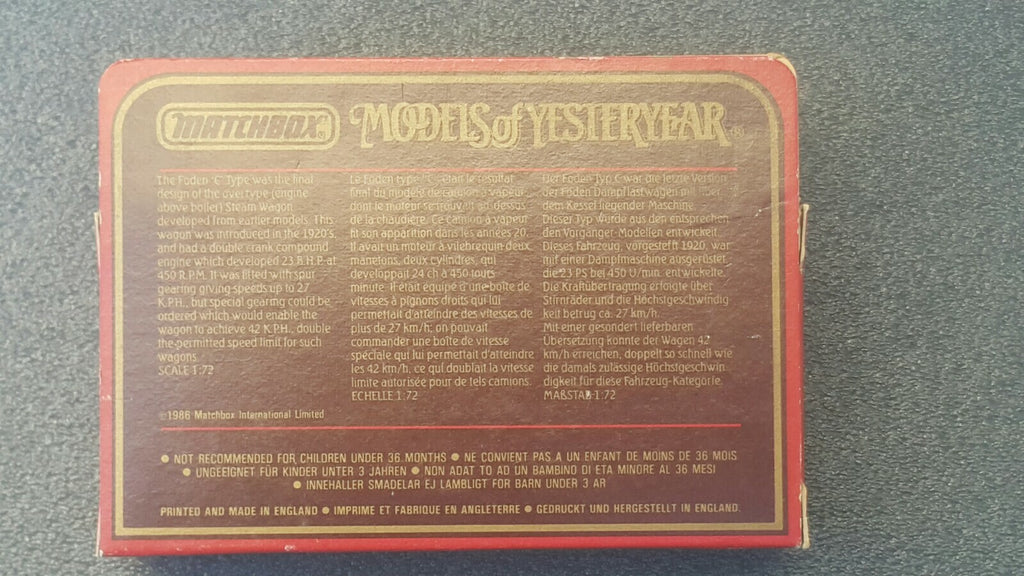 MATCHBOX MODELS of YESTERYEAR ®
The Foden "C" Type was the final
design of the overtype (engine
above boiler) Steam Wagon
developed from earlier models. This
wagon was introduced in the 1920's
and had a double crank compound
engine which developed 23 B.H.P. at
450 R.P.M. It was fitted with spur
gearing giving speeds up to 27
K.P.H., but special gearing could be
ordered which would enable the
wagon to achieve 42 K.P.H., double
the permitted speed limit for such
wagons.
SCALE 1:72
©1986 Matchbox International Limited
Le Foden type "C" était le résultat
final du modèle de camion à vapeur
dont le moteur se trouvait au dessus
de la chaudière. Ce camion à vapeur
fit son apparition dans les années 20.
Il avait un moteur à vilebrequin deux
manetons, deux cylindres, qui
developpait 24 ch à 450 tours
minute. Il était équipé d'une boîte de
vitesses à pignons droits qui lui
permettait d'atteindre des vitesses de
plus de 27 km/h; on pouvait
commander une boîte de vitesse
spéciale qui lui permettait d'atteindre
les 42 km/h, ce qui doublait la vitesse
limite autorisée pour de tels camions.
ECHELLE 1:72
Der Foden Typ C war die letzte
der Foden Dampflastwagen mit
dem Kessel liegender Maschine.
Dieser Typ wurde aus den entsprechen
den Vorgänger-Modellen entwickelt.
Dieses Fahrzeug, vorgestellt 1920, war
mit einer Dampfmaschine ausgerüstet,
die 23 PS bei 450 U/min. entwickelte.
Die Kraftübertragung erfolgte über
Stirnräder und die Höchstgeschwindig
keit betrug ca. 27 km/h.
Mit einer gesondert lieferbaren
Übersetzung konnte der Wagen 42
km/h erreichen, doppelt so schnell wie
die damals zulässige Höchstgeschwin
digkeit für diese Fahrzeug-Kategorie.
MAßSTAB 1:72
● NOT RECOMMENDED FOR CHILDREN UNDER 36 MONTHS ● NE CONVIENT PAS A UN ENFANT DE MOINS DE 36 MOIS
● UNGEEIGNET FÜR KINDER UNTER 3 JAHREN ● NON ADAT TO AD UN BAMBINO DI ETA MINORE AL 36 MESI
● INNEHALLER SMADELAR EJ LAMBLIGT FOR BARN UNDER 3 AR
PRINTED AND MADE IN ENGLAND ● IMPRIME ET FABRIQUE EN ANGLETERRE ● GEDRUCKT UND HERGESTELLT IN ENGLAND.